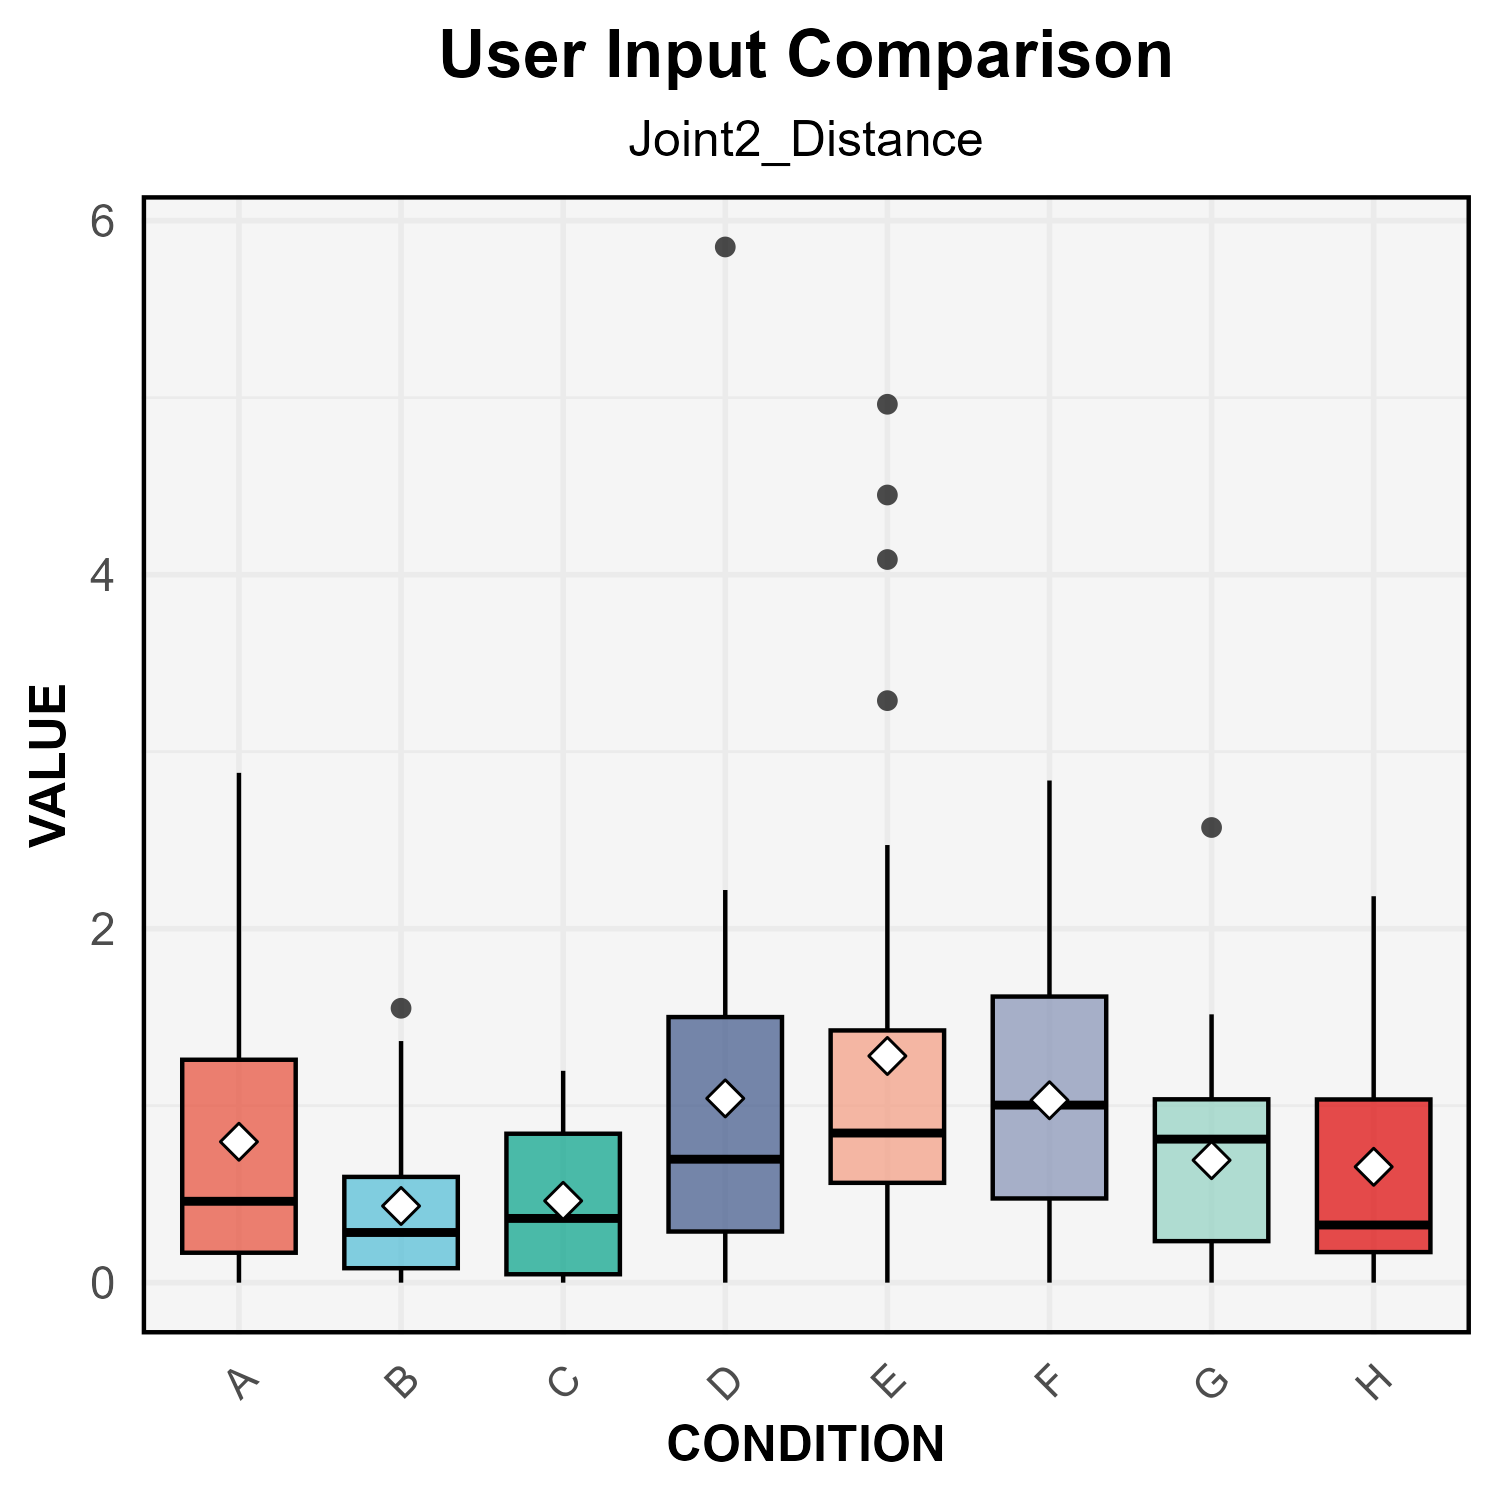 User Input Comparison
Joint2_Distance
VALUE
6
4
2
0
A B C D E F G H
CONDITION